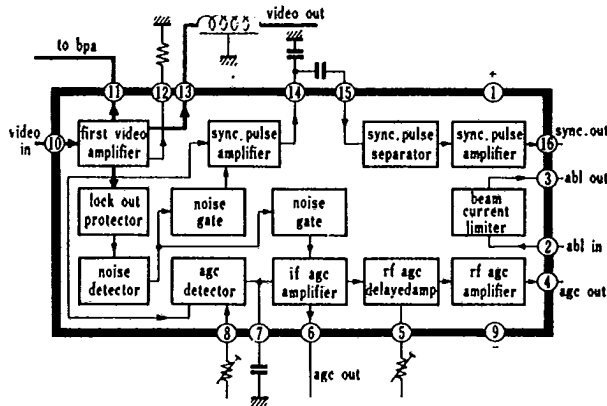 video out
to bpa
+
11 12 13 14 15 1
video in
10
first video amplifier
sync.pulse amplifier
sync.pulse separator
sync.pulse amplifier
16
sync.out
3
abl out
lock out protector
noise gate
noise gate
beam current limiter
2
abl in
noise detector
agc detector
if agc amplifier
rf agc delayedamp
rf agc amplifier
4
agc out
8 7 6 5 9
-
agc out